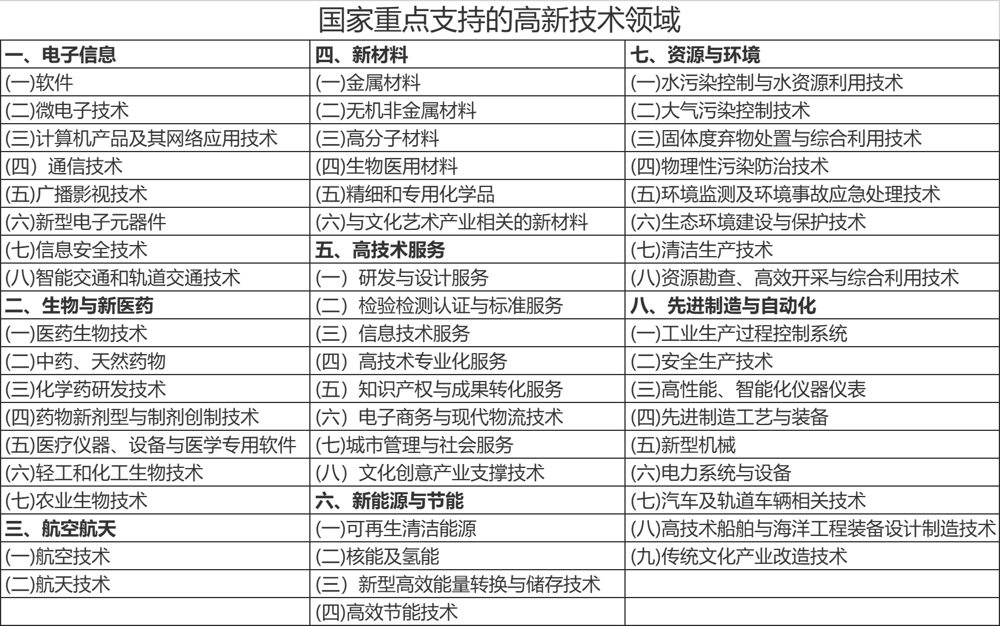 国家重点支持的高新技术领域
一、电子信息
(一)软件
(二)微电子技术
(三)计算机产品及其网络应用技术
(四）通信技术
(五)广播影视技术
(六)新型电子元器件
(七)信息安全技术
(八)智能交通和轨道交通技术
二、生物与新医药
(一)医药生物技术
(二)中药、天然药物
(三)化学药研发技术
(四)药物新剂型与制剂创制技术
(五)医疗仪器、设备与医学专用软件
(六)轻工和化工生物技术
(七)农业生物技术
三、航空航天
(一)航空技术
(二)航天技术
四、新材料
(一)金属材料
(二)无机非金属材料
(三)高分子材料
(四)生物医用材料
(五)精细和专用化学品
(六)与文化艺术产业相关的新材料
五、高技术服务
(一）研发与设计服务
(二）检验检测认证与标准服务
(三）信息技术服务
(四）高技术专业化服务
(五）知识产权与成果转化服务
(六）电子商务与现代物流技术
(七)城市管理与社会服务
(八）文化创意产业支撑技术
六、新能源与节能
(一)可再生清洁能源
(二)核能及氢能
(三）新型高效能量转换与储存技术
(四)高效节能技术
七、资源与环境
(一)水污染控制与水资源利用技术
(二)大气污染控制技术
(三)固体度弃物处置与综合利用技术
(四)物理性污染防治技术
(五)环境监测及环境事故应急处理技术
(六)生态环境建设与保护技术
(七)清洁生产技术
(八)资源勘查、高效开采与综合利用技术
八、先进制造与自动化
(一)工业生产过程控制系统
(二)安全生产技术
(三)高性能、智能化仪器仪表
(四)先进制造工艺与装备
(五)新型机械
(六)电力系统与设备
(七)汽车及轨道车辆相关技术
(八)高技术船舶与海洋工程装备设计制造技术
(九)传统文化产业改造技术